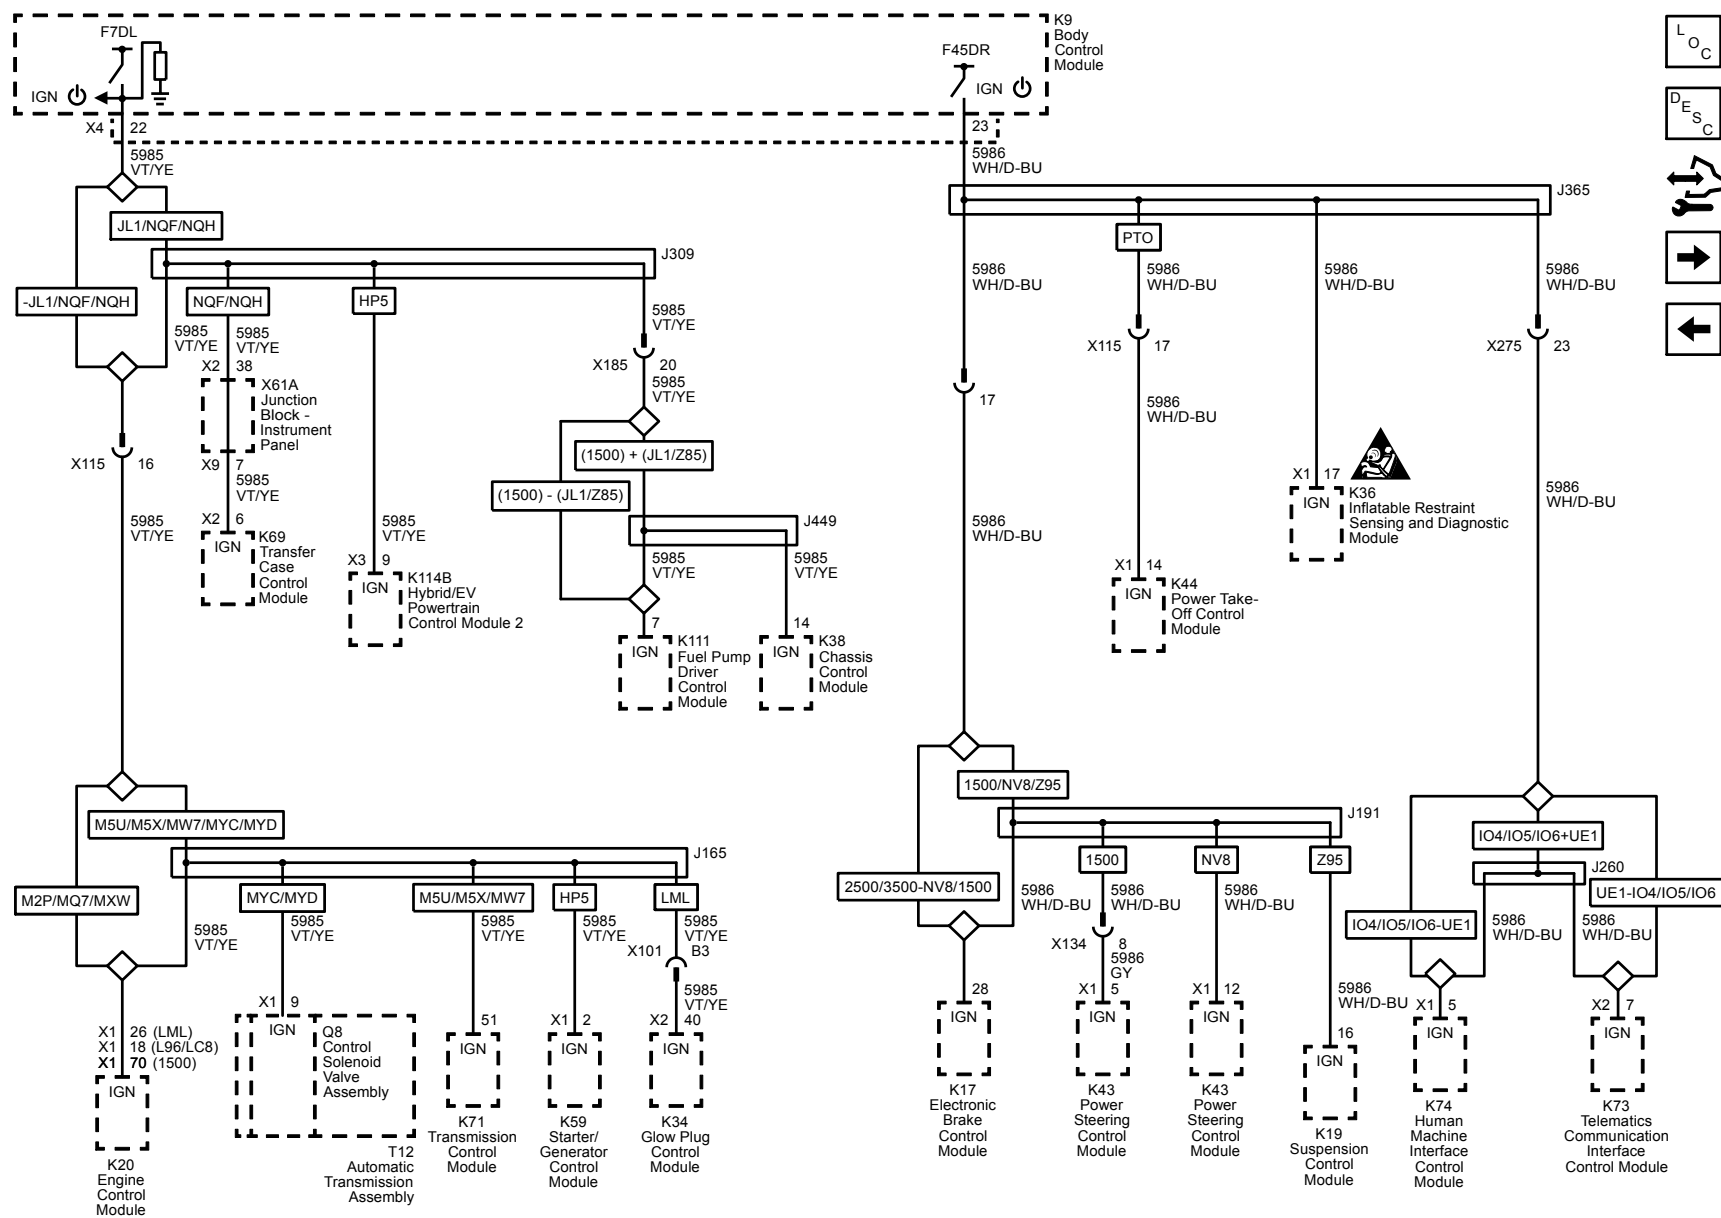 F7DL
IGN
K9
Body
Control
Module
F45DR
IGN
L
O
C
D
E
S
C
X4 22
23
5985
VT/YE
5986
WH/D-BU
JL1/NQF/NQH
J309
J365
PTO
-JL1/NQF/NQH
NQF/NQH
HP5
5985
VT/YE
5985
VT/YE
5985
VT/YE
5986
WH/D-BU
5986
WH/D-BU
5986
WH/D-BU
5986
WH/D-BU
X2 38
X61A
Junction
Block -
Instrument
Panel
X9 7
5985
VT/YE
X2 6
IGN
K69
Transfer
Case
Control
Module
X115 16
5985
VT/YE
5985
VT/YE
X3 9
IGN
K114B
Hybrid/EV
Powertrain
Control Module 2
X185 20
5985
VT/YE
(1500) + (JL1/Z85)
(1500) - (JL1/Z85)
J449
5985
VT/YE
5985
VT/YE
7
IGN
K111
Fuel Pump
Driver
Control
Module
14
IGN
K38
Chassis
Control
Module
17
5986
WH/D-BU
X115 17
5986
WH/D-BU
X1 14
IGN
K44
Power Take-
Off Control
Module
X1 17
IGN
K36
Inflatable Restraint
Sensing and Diagnostic
Module
X275 23
5986
WH/D-BU
M5U/M5X/MW7/MYC/MYD
J165
M2P/MQ7/MXW
MYC/MYD
M5U/M5X/MW7
HP5
LML
5985
VT/YE
5985
VT/YE
5985
VT/YE
5985
VT/YE
5985
VT/YE
X101 B3
5985
VT/YE
X1 26 (LML)
X1 18 (L96/LC8)
X1 70 (1500)
IGN
K20
Engine
Control
Module
X1 9
IGN
Q8
Control
Solenoid
Valve
Assembly
T12
Automatic
Transmission
Assembly
51
IGN
K71
Transmission
Control
Module
X1 2
IGN
K59
Starter/
Generator
Control
Module
X2 40
IGN
K34
Glow Plug
Control
Module
1500/NV8/Z95
J191
2500/3500-NV8/1500
1500
NV8
Z95
5986
WH/D-BU
5986
WH/D-BU
5986
WH/D-BU
X134 8
5986
GY
28
IGN
K17
Electronic
Brake
Control
Module
X1 5
IGN
K43
Power
Steering
Control
Module
X1 12
IGN
K43
Power
Steering
Control
Module
5986
WH/D-BU
16
IGN
K19
Suspension
Control
Module
IO4/IO5/IO6+UE1
J260
UE1-IO4/IO5/IO6
IO4/IO5/IO6-UE1
5986
WH/D-BU
5986
WH/D-BU
X1 5
IGN
K74
Human
Machine
Interface
Control
Module
X2 7
IGN
K73
Telematics
Communication
Interface
Control Module